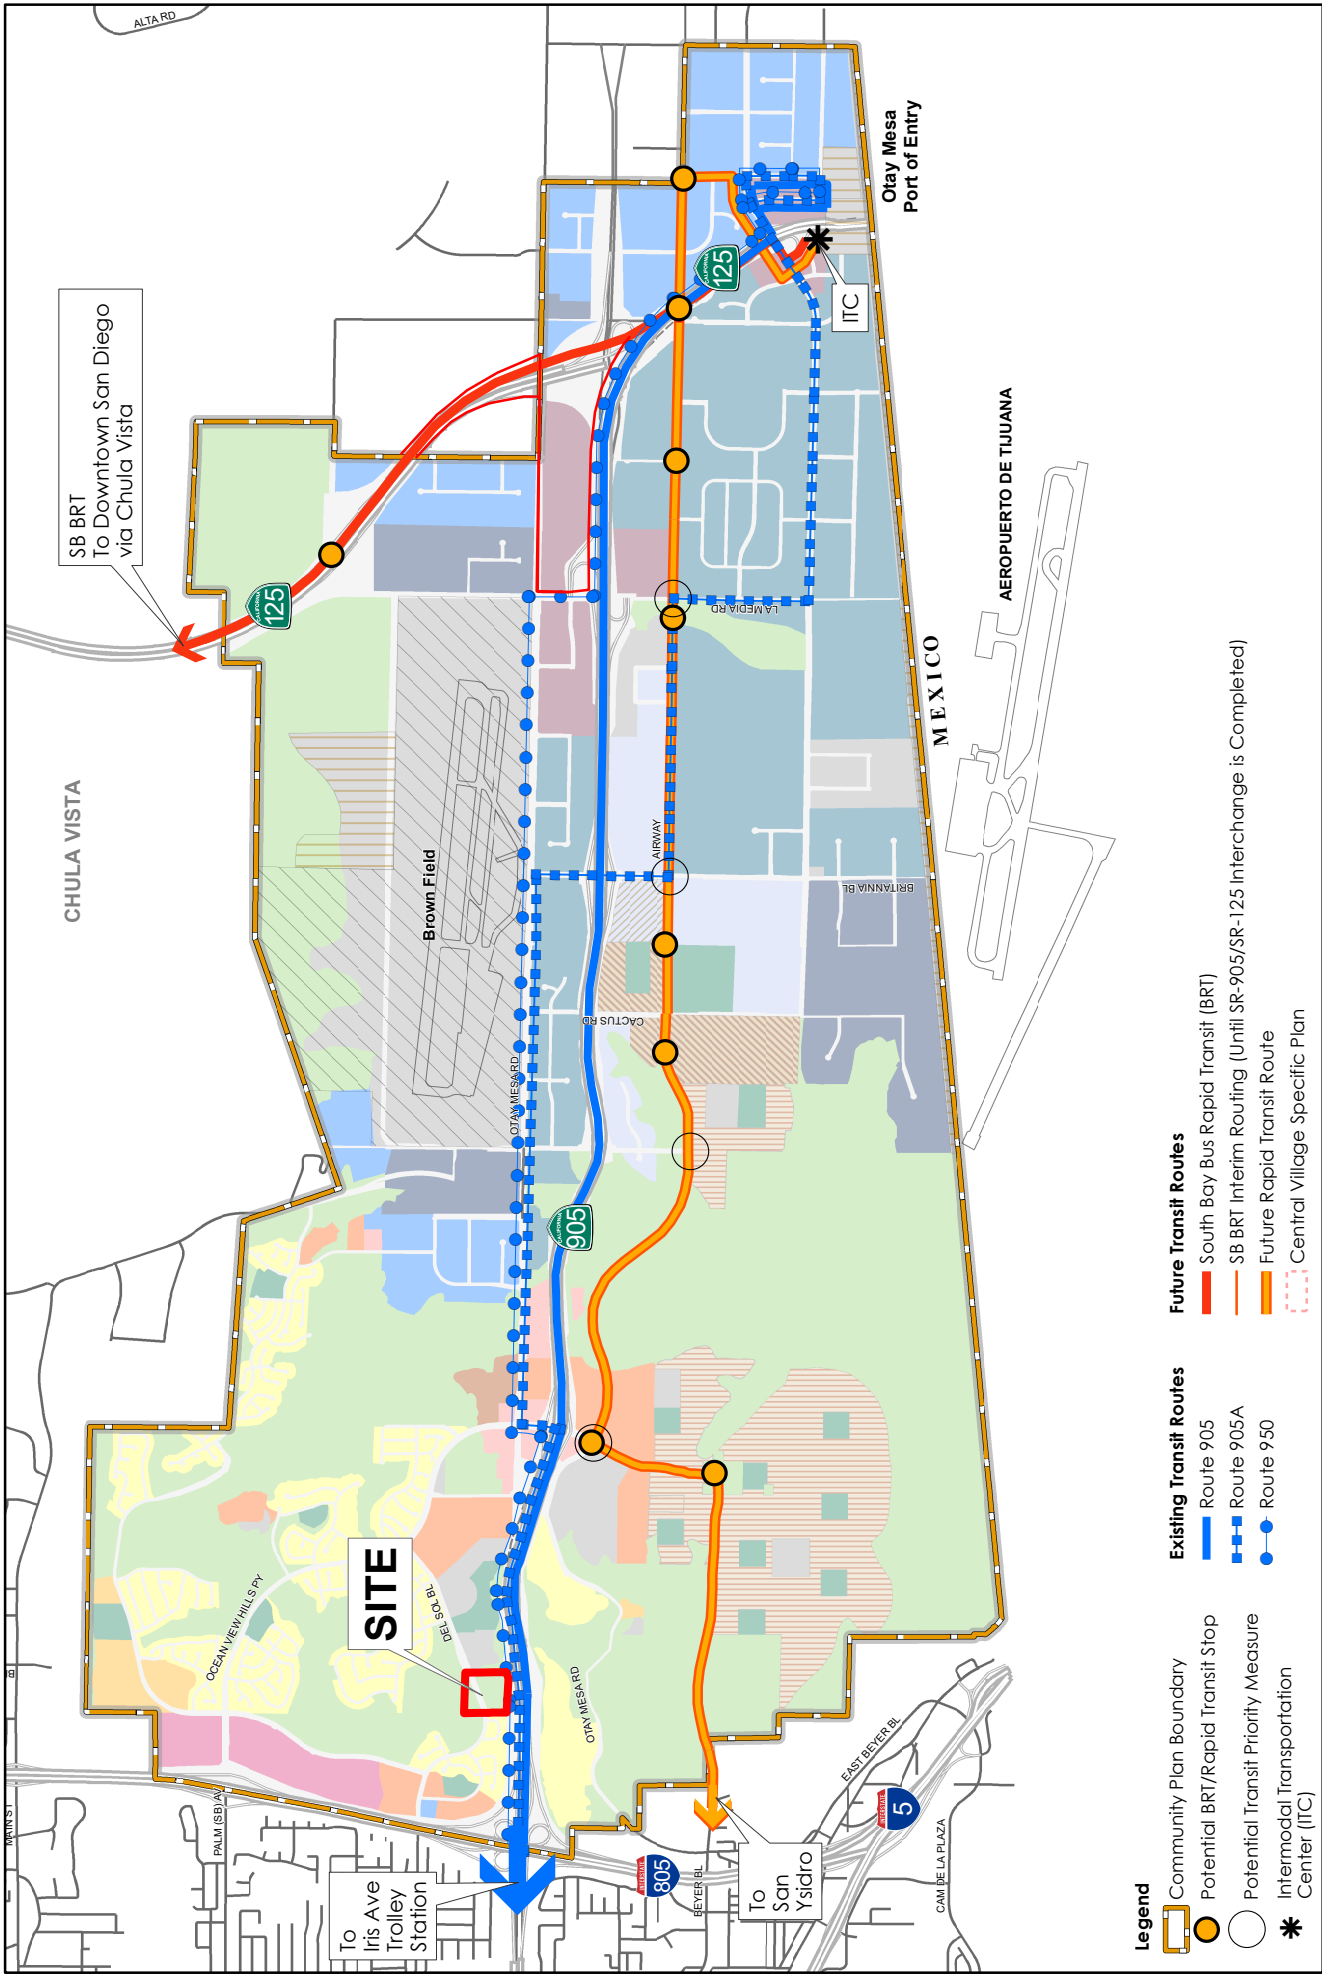 ALTA RD
SB BRT
To Downtown San Diego
via Chula Vista
CHULA VISTA
CALIFORNIA
125
CALIFORNIA
125
Otay Mesa
Port of Entry
ITC
LA MEDIA RD
AEROPUERTO DE TIJUANA
MEXICO
Brown Field
AIRWAY
BRITANNIA BL
CACTUS RD
OTAY MESA RD
CALIFORNIA
905
SITE
OCEAN VIEW HILLS PY
DEL SOL BL
OTAY MESA RD
MAIN ST
PALM (SB) AV
To
Iris Ave
Trolley
Station
INTERSTATE
805
BEYER BL
To
San
Ysidro
EAST BEYER BL
INTERSTATE
5
CAM DE LA PLAZA
Legend
Community Plan Boundary
Potential BRT/Rapid Transit Stop
Potential Transit Priority Measure
Intermodal Transportation
Center (ITC)
Existing Transit Routes
Route 905
Route 905A
Route 950
Future Transit Routes
South Bay Bus Rapid Transit (BRT)
SB BRT Interim Routing (Until SR-905/SR-125 Interchange is Completed)
Future Rapid Transit Route
Central Village Specific Plan